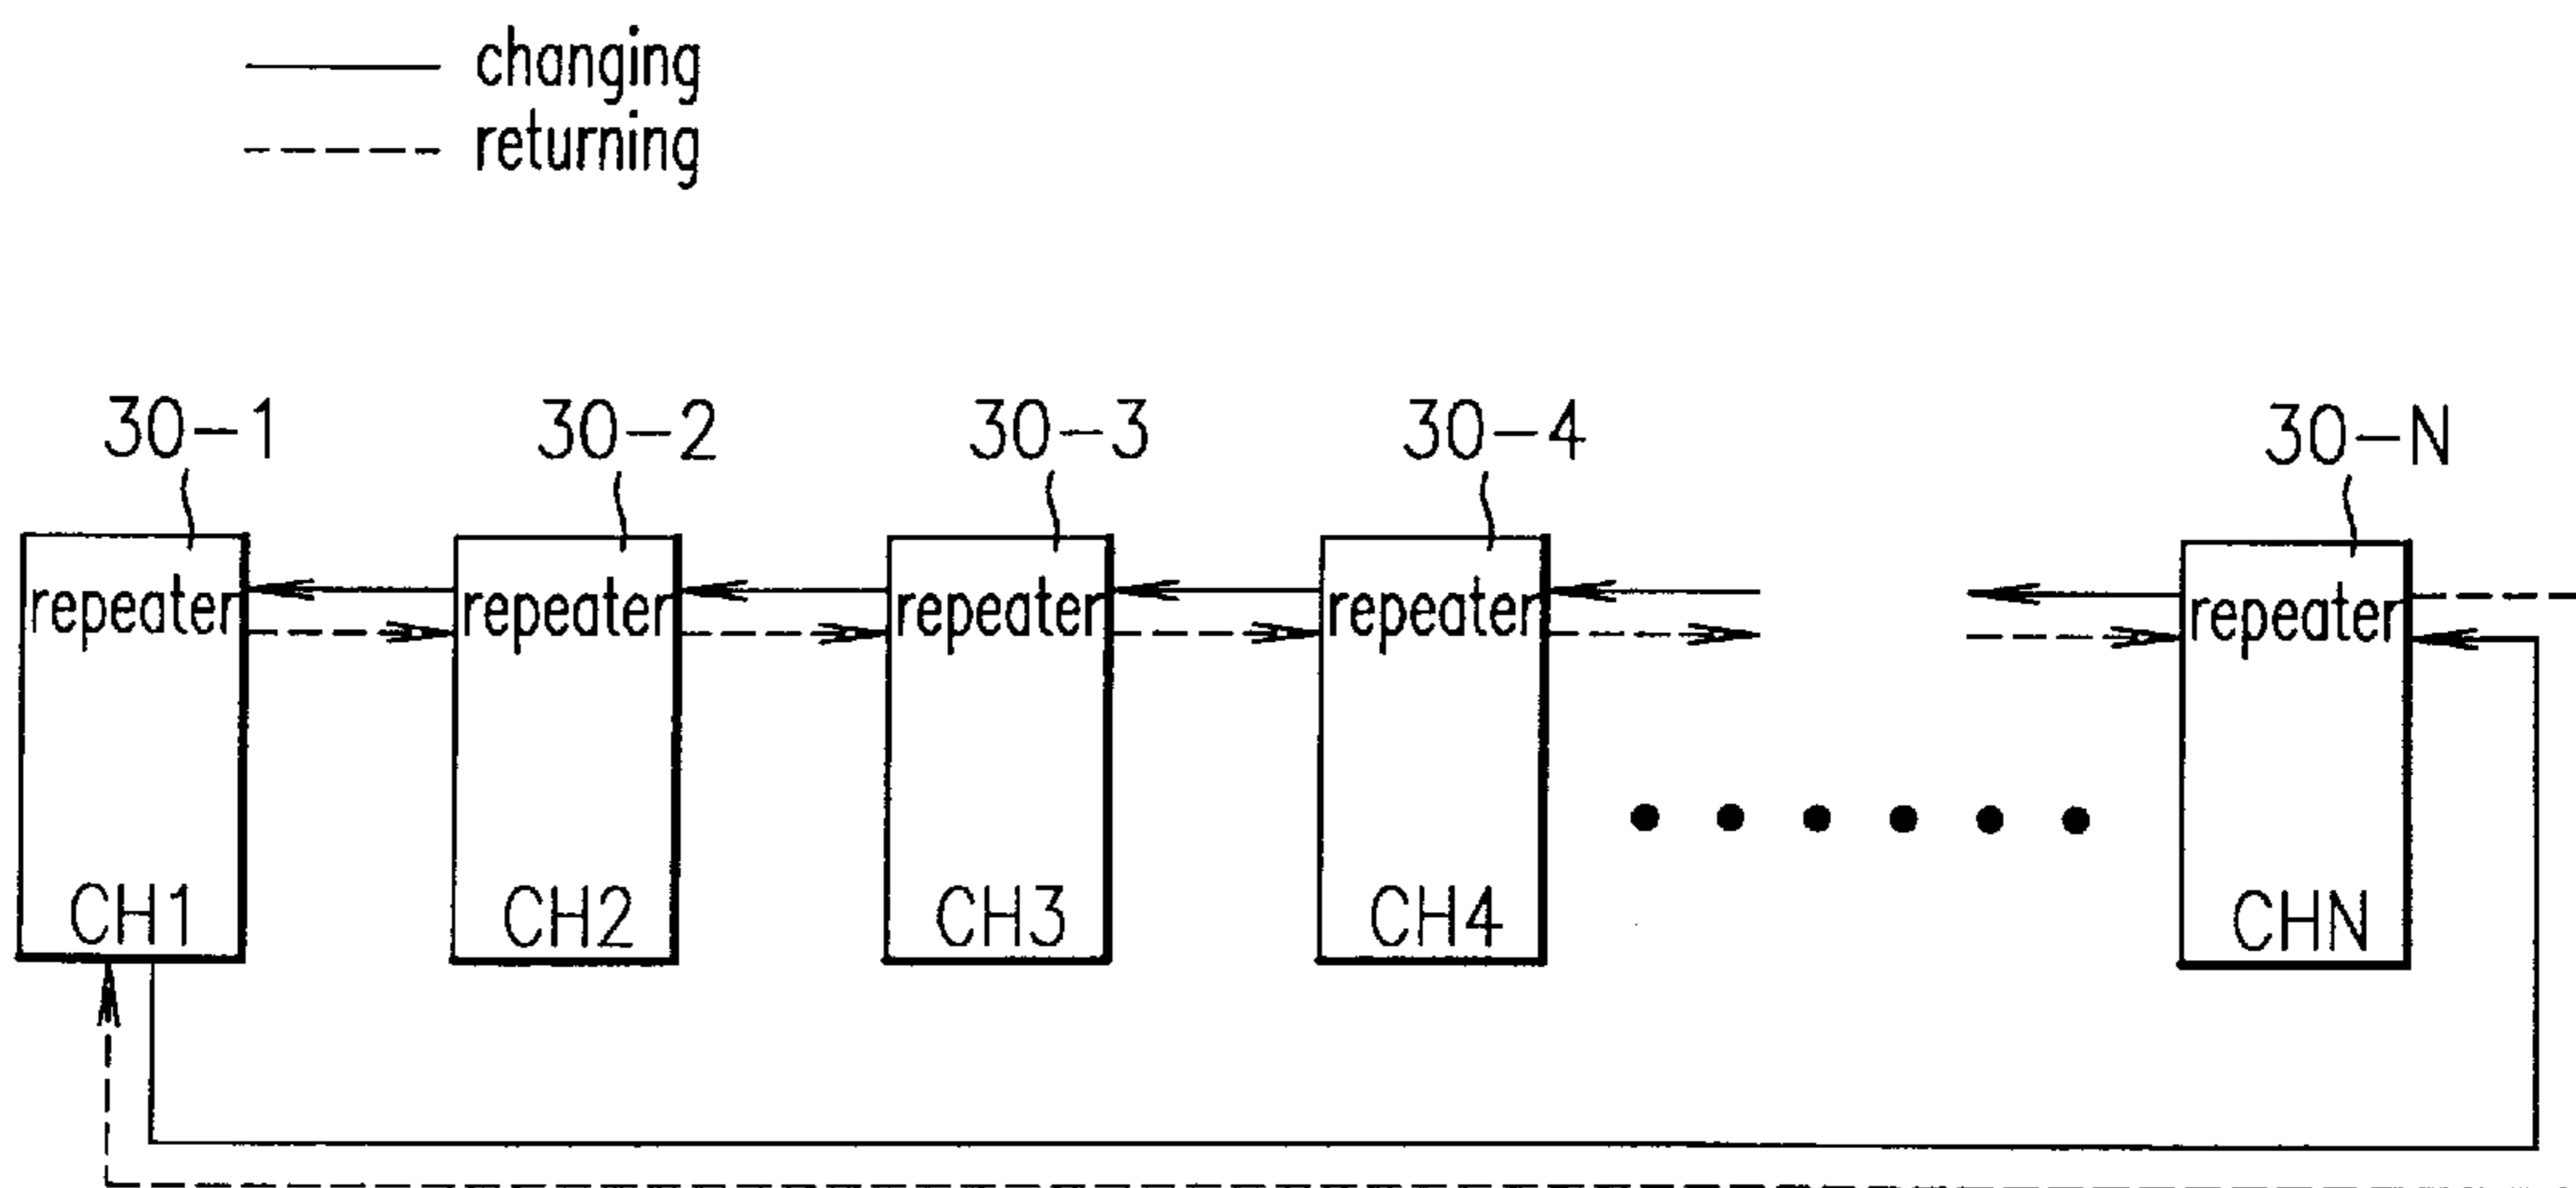 changing
returning
30-1
30-2
30-3
30-4
30-N
repeater
repeater
repeater
repeater
repeater
CH1
CH2
CH3
CH4
CHN